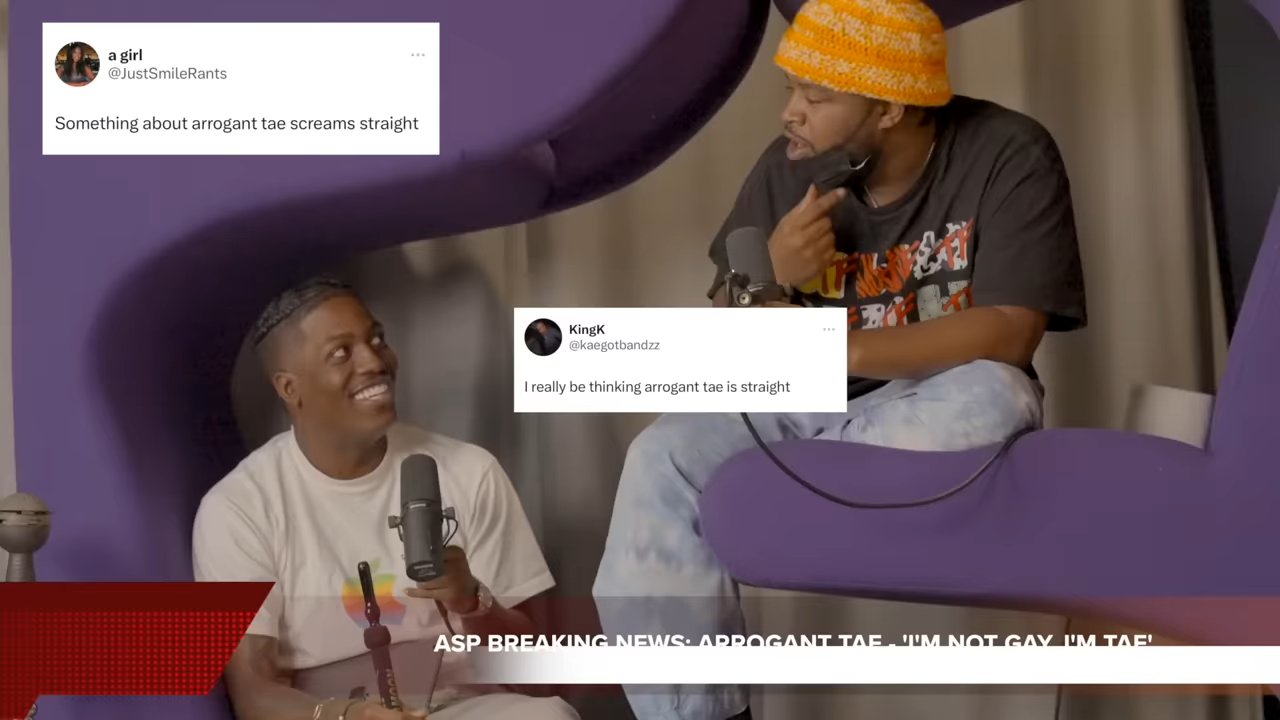 a girl
@JustSmileRants
Something about arrogant tae screams straight
KingK
@kaegotbandzz
I really be thinking arrogant tae is straight
ASP BREAKING NEWS: ARROGANT TAE - 'I'M NOT GAY, I'M TAE'